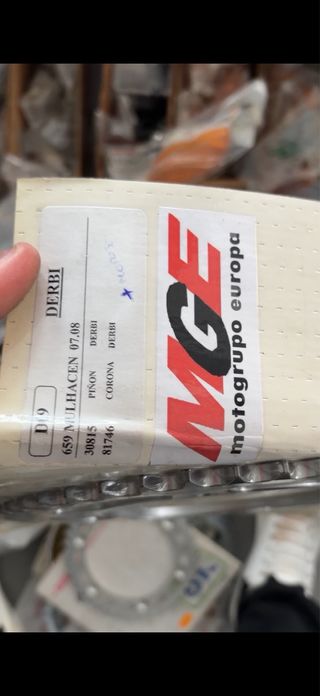 D19
DERBI
659 MULHACEN 07.08
30815 PIÑON DERBI
81746 CORONA DERBI
MGE
motogrupo europa